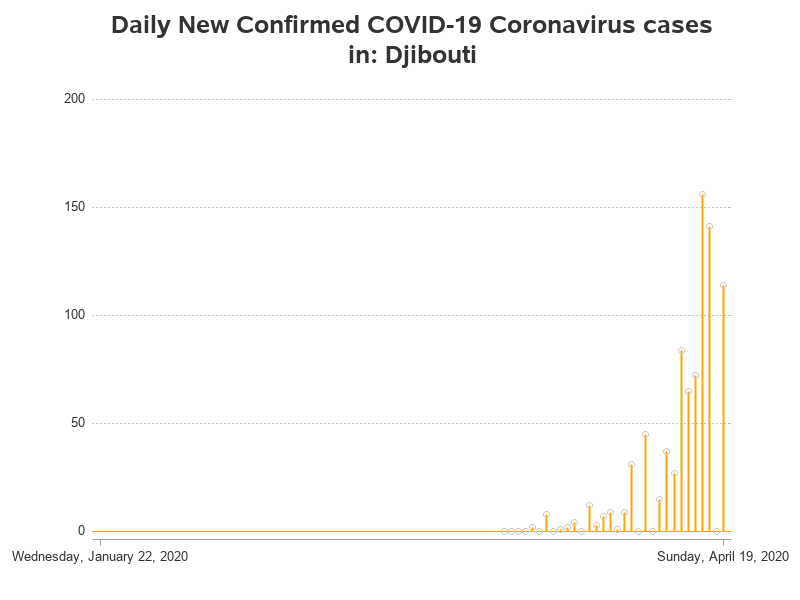 Daily New Confirmed COVID-19 Coronavirus cases
in: Djibouti
200
150
100
50
0
Wednesday, January 22, 2020
Sunday, April 19, 2020